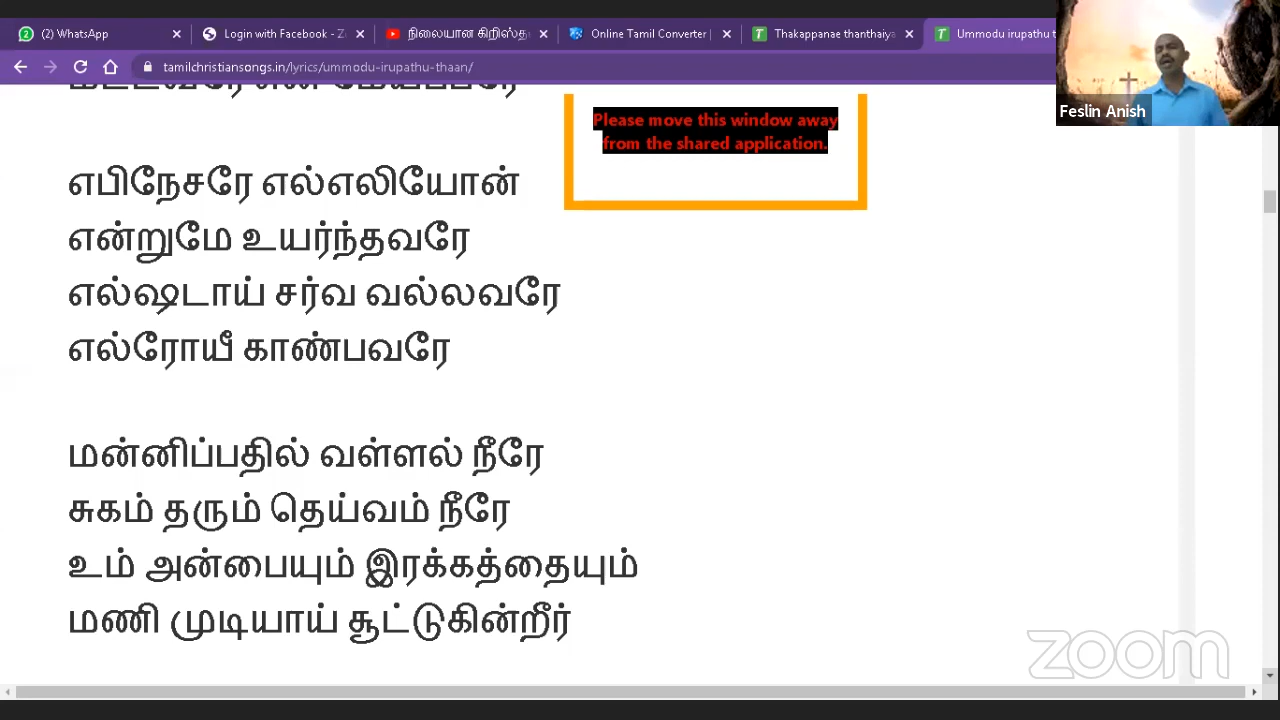 (2) WhatsApp
Login with Facebook - Z
நிலையான கிறிஸ்த
Online Tamil Converter |
Thakappanae thanthaiya
Ummodu irupathu t
tamilchristiansongs.in/lyrics/ummodu-irupathu-thaan/
Feslin Anish
Please move this window away
from the shared application.
எபிநேசரே எல்எலியோன்
என்றுமே உயர்ந்தவரே
எல்ஷடாய் சர்வ வல்லவரே
எல்ரோயீ காண்பவரே
மன்னிப்பதில் வள்ளல் நீரே
சுகம் தரும் தெய்வம் நீரே
உம் அன்பையும் இரக்கத்தையும்
மணி முடியாய் சூட்டுகின்றீர்
zoom